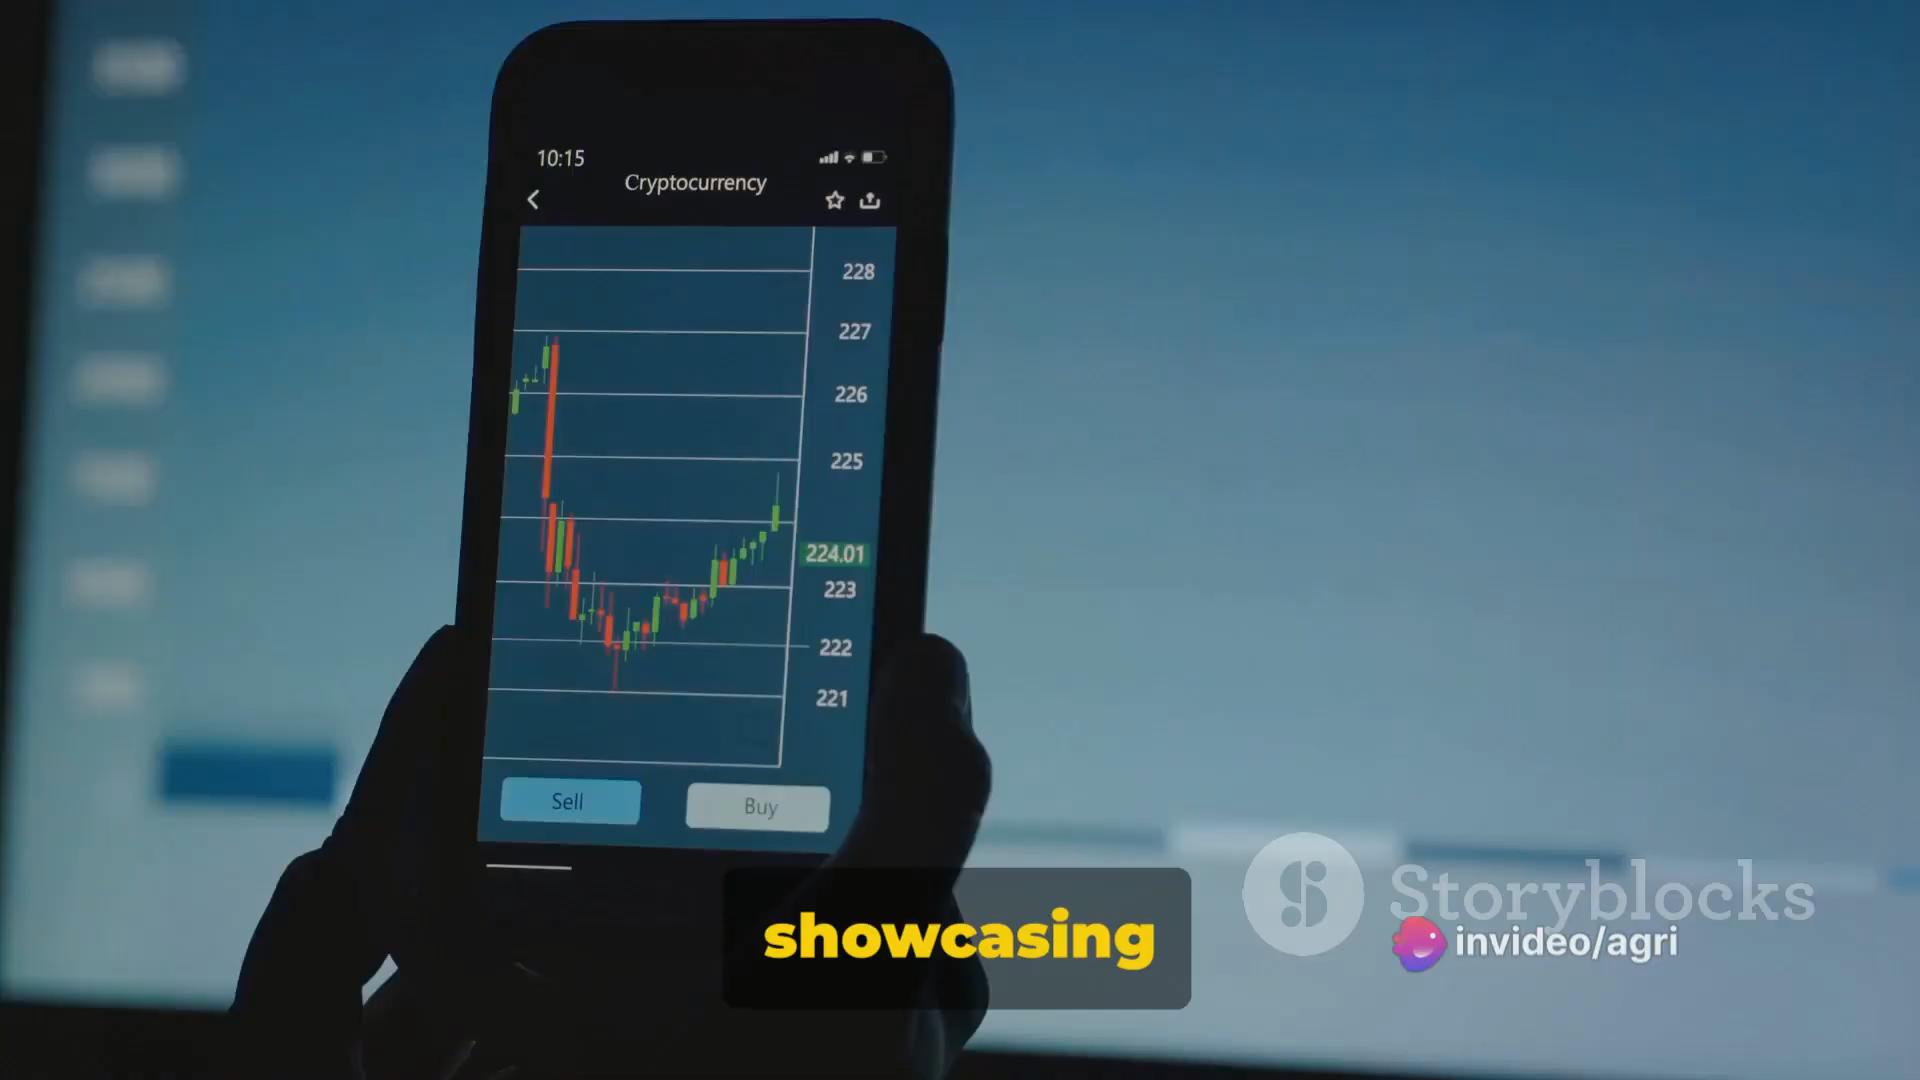 10:15
Cryptocurrency
228
227
226
225
224.01
223
222
221
Sell
Buy
showcasing
Storyblocks
invideo/agri